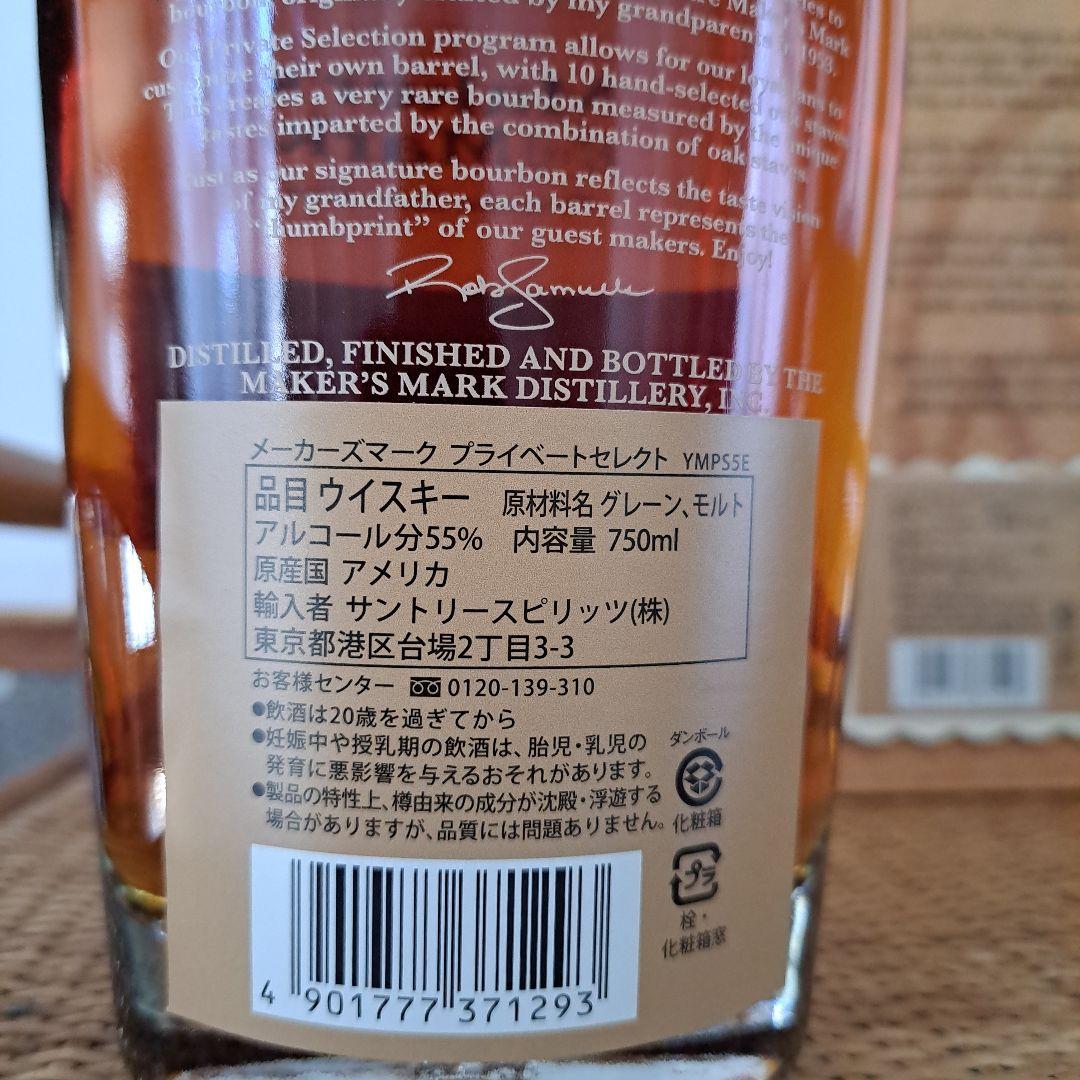 bourbon originally created by my grandparents in 1953.
Our Private Selection program allows for our loyal fans to
customize their own barrel, with 10 hand-selected oak staves.
This creates a very rare bourbon measured by the unique
tastes imparted by the combination of oak staves.
Just as our signature bourbon reflects the taste vision
of my grandfather, each barrel represents the
“thumbprint” of our guest makers. Enjoy!
Rob Samuels
DISTILLED, FINISHED AND BOTTLED BY THE
MAKER'S MARK DISTILLERY, INC.
メーカーズマーク プライベートセレクト YMPS5E
品目 ウイスキー 原材料名 グレーン、モルト
アルコール分55% 内容量 750ml
原産国 アメリカ
輸入者 サントリースピリッツ(株)
東京都港区台場2丁目3-3
お客様センター 0120-139-310
●飲酒は20歳を過ぎてから
●妊娠中や授乳期の飲酒は、胎児・乳児の
発育に悪影響を与えるおそれがあります。
●製品の特性上、樽由来の成分が沈殿・浮遊する
場合がありますが、品質には問題ありません。
ダンボール
化粧箱
プラ
栓・
化粧箱窓
4 901777 371293